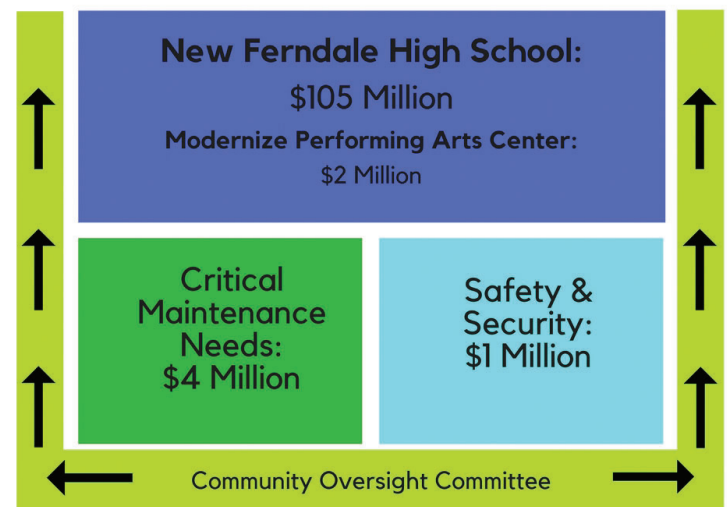 New Ferndale High School:
$105 Million
Modernize Performing Arts Center:
$2 Million
Critical
Maintenance
Needs:
$4 Million
Safety &
Security:
$1 Million
Community Oversight Committee